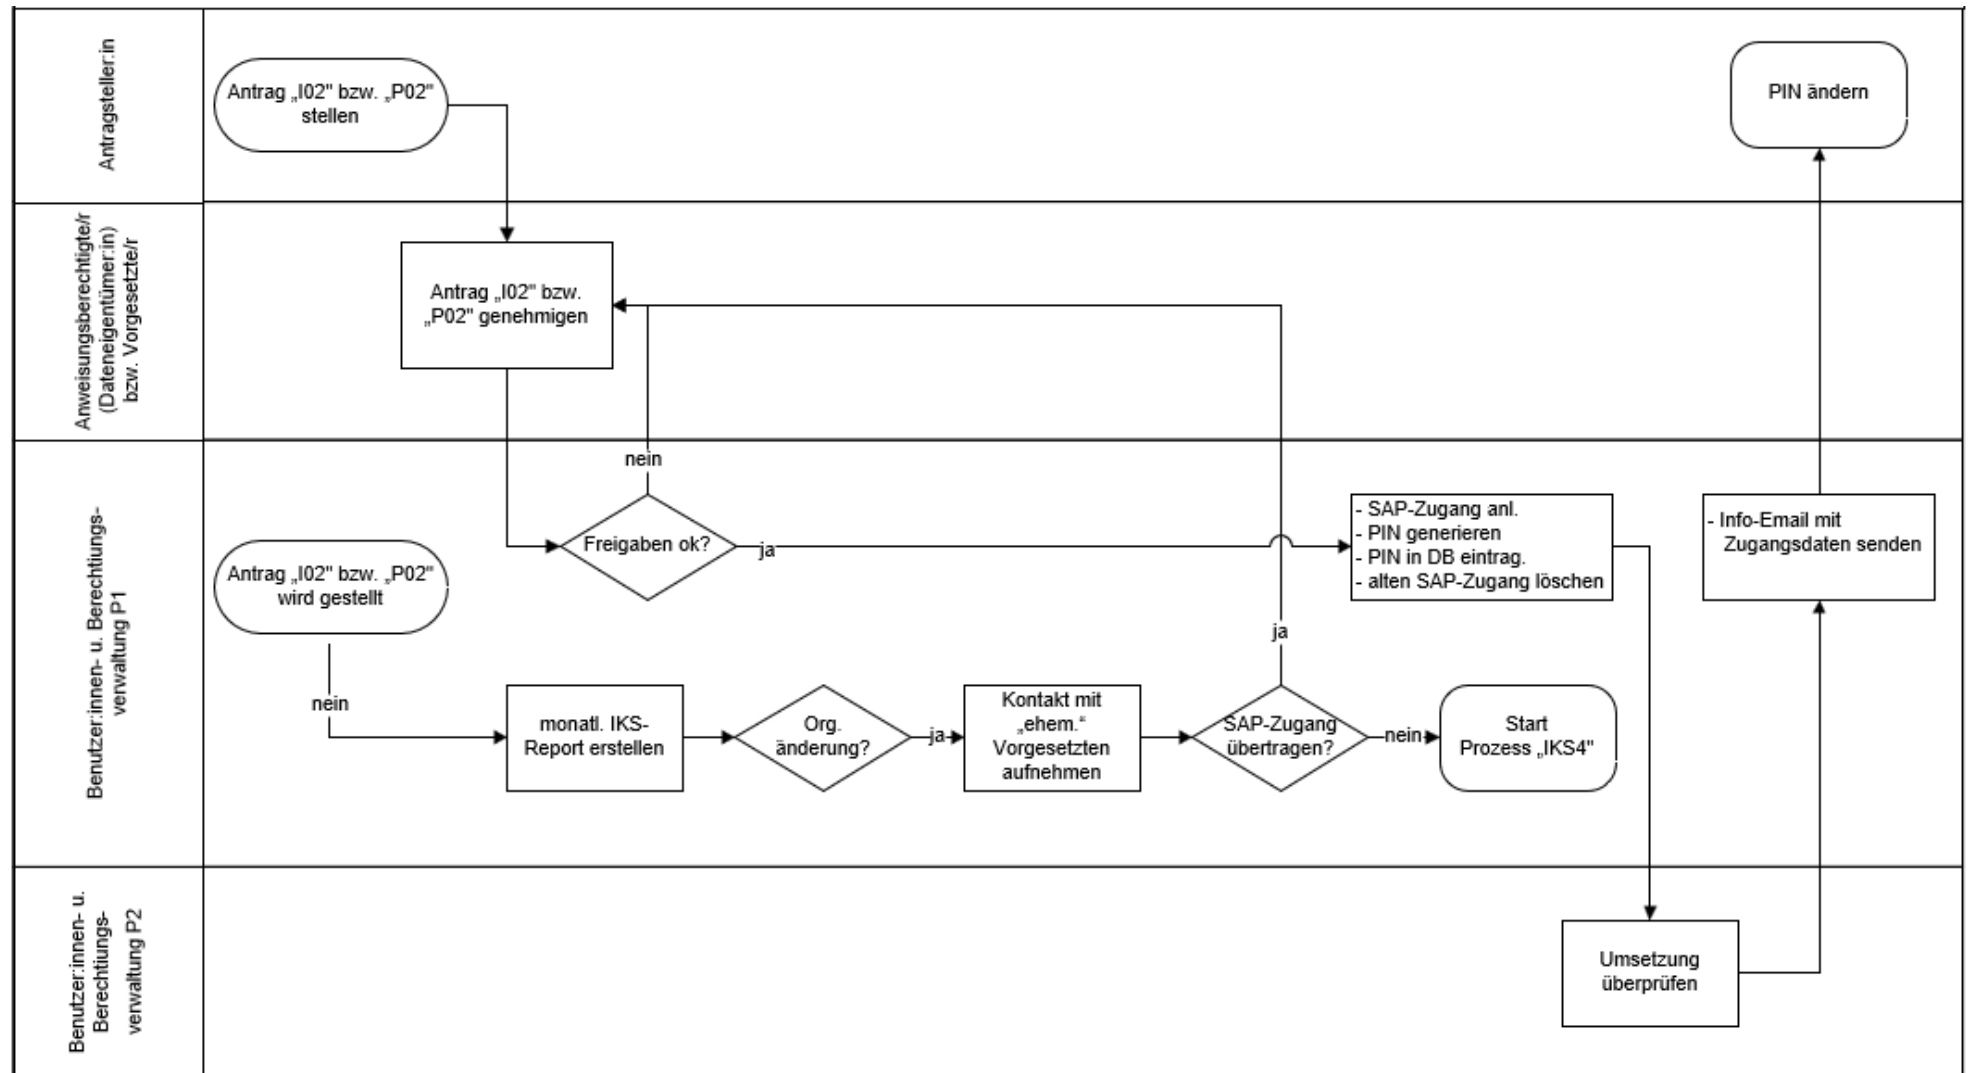 Antragsteller:in
Antrag „I02" bzw. „P02"
stellen
PIN ändern
Anweisungsberechtigte/r
(Dateneigentümer:in)
bzw. Vorgesetzte/r
Antrag „I02" bzw.
„P02" genehmigen
Benutzer:innen- u. Berechtigungs-
verwaltung P1
nein
Freigaben ok?
ja
- SAP-Zugang anl.
- PIN generieren
- PIN in DB eintrag.
- alten SAP-Zugang löschen
- Info-Email mit
Zugangsdaten senden
Antrag „I02" bzw. „P02"
wird gestellt
nein
monatl. IKS-
Report erstellen
Org.
änderung?
ja
Kontakt mit
„ehem.“
Vorgesetzten
aufnehmen
ja
SAP-Zugang
übertragen?
nein
Start
Prozess „IKS4"
Benutzer:innen- u.
Berechtiungs-
verwaltung P2
Umsetzung
überprüfen